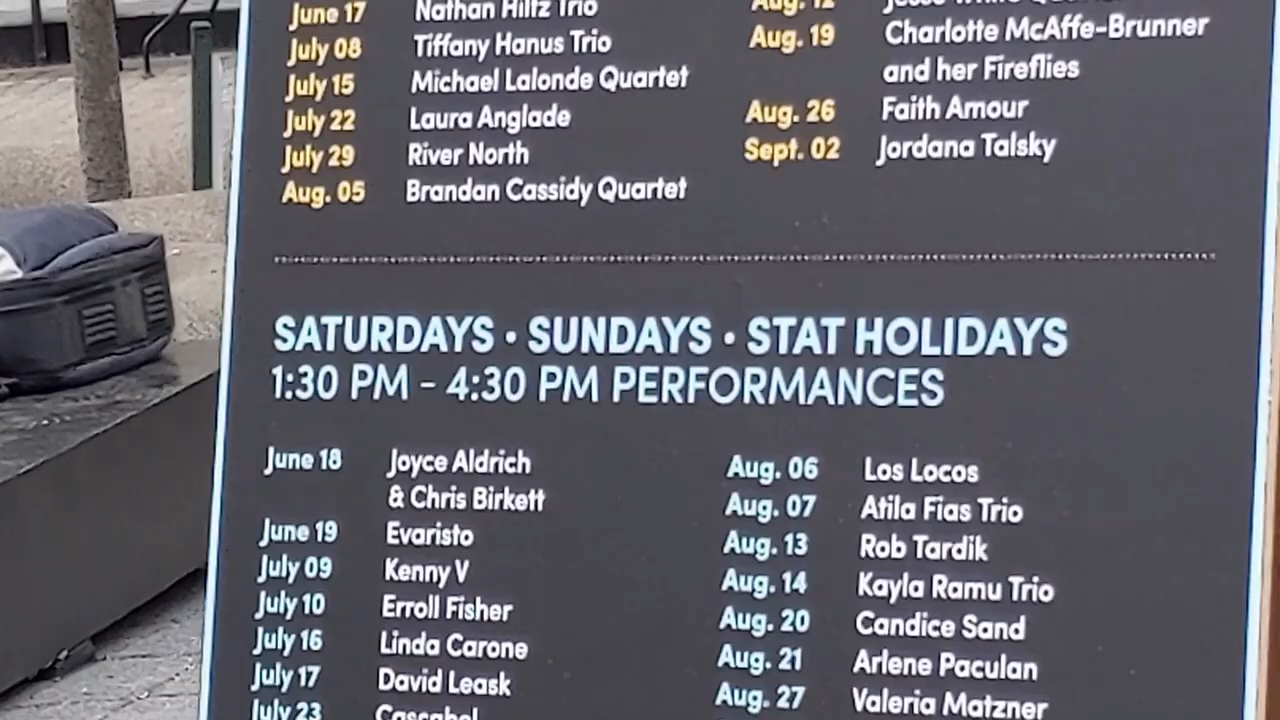 June 17 Nathan Hiltz Trio
July 08 Tiffany Hanus Trio
July 15 Michael Lalonde Quartet
July 22 Laura Anglade
July 29 River North
Aug. 05 Brandan Cassidy Quartet
Aug. 12
Aug. 19 Charlotte McAffe-Brunner
and her Fireflies
Aug. 26 Faith Amour
Sept. 02 Jordana Talsky
SATURDAYS · SUNDAYS · STAT HOLIDAYS
1:30 PM - 4:30 PM PERFORMANCES
June 18 Joyce Aldrich
& Chris Birkett
June 19 Evaristo
July 09 Kenny V
July 10 Erroll Fisher
July 16 Linda Carone
July 17 David Leask
July 23 Cascabel
Aug. 06 Los Locos
Aug. 07 Atila Fias Trio
Aug. 13 Rob Tardik
Aug. 14 Kayla Ramu Trio
Aug. 20 Candice Sand
Aug. 21 Arlene Paculan
Aug. 27 Valeria Matzner